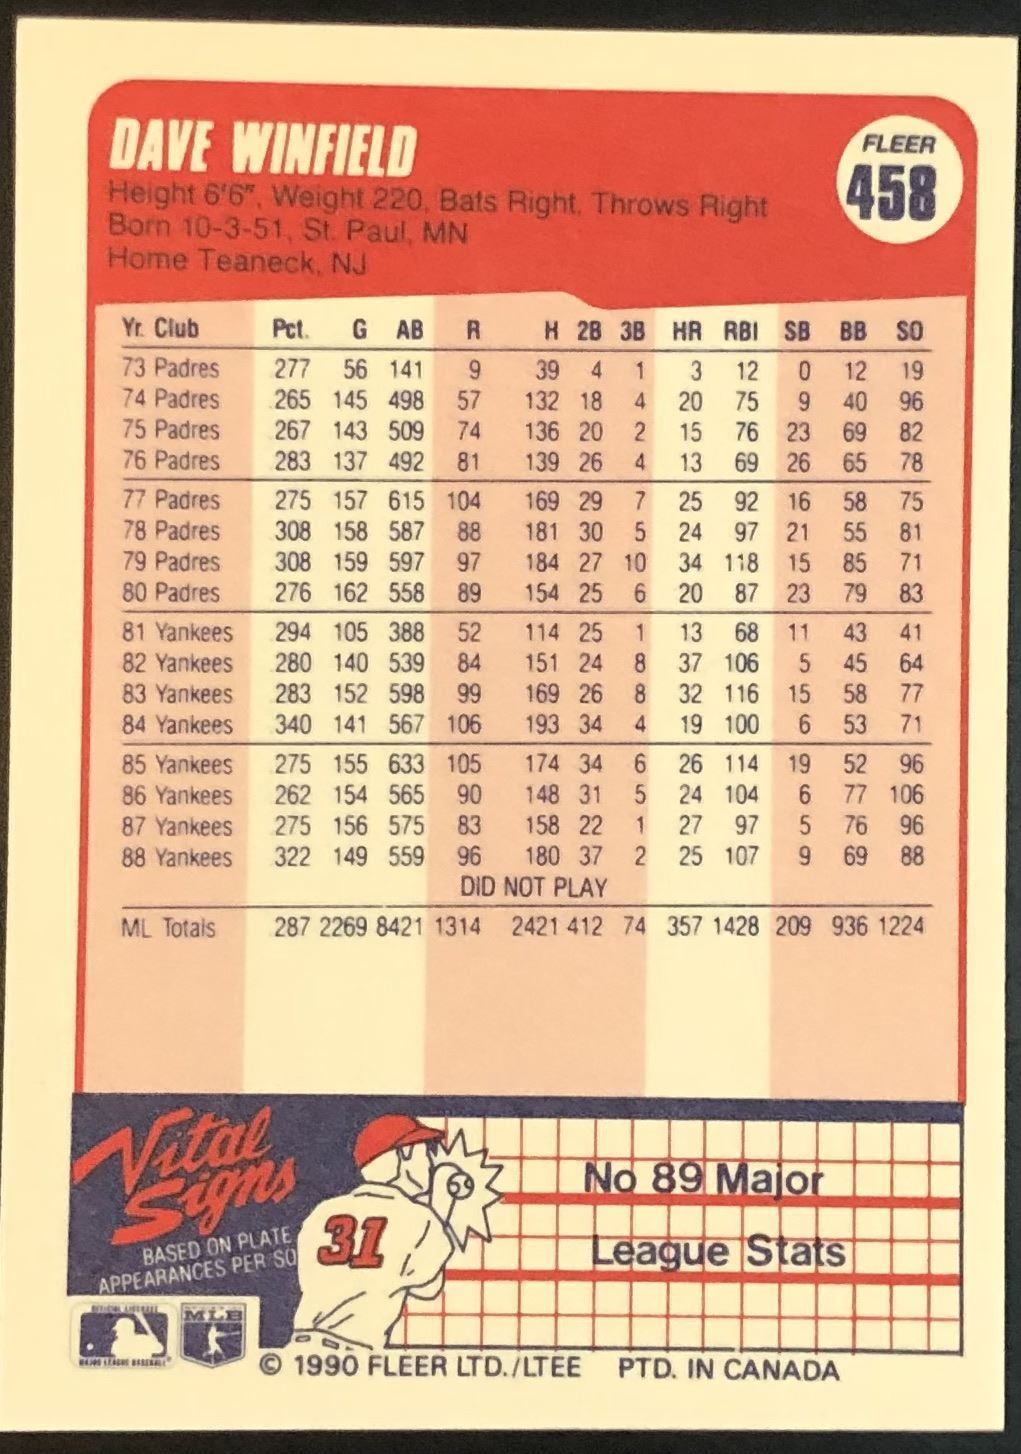 DAVE WINFIELD
FLEER
458
Height 6'6", Weight 220, Bats Right, Throws Right
Born 10-3-51, St. Paul, MN
Home Teaneck, NJ
Yr. Club Pct. G AB R H 2B 3B HR RBI SB BB SO
73 Padres 277 56 141 9 39 4 1 3 12 0 12 19
74 Padres 265 145 498 57 132 18 4 20 75 9 40 96
75 Padres 267 143 509 74 136 20 2 15 76 23 69 82
76 Padres 283 137 492 81 139 26 4 13 69 26 65 78
77 Padres 275 157 615 104 169 29 7 25 92 16 58 75
78 Padres 308 158 587 88 181 30 5 24 97 21 55 81
79 Padres 308 159 597 97 184 27 10 34 118 15 85 71
80 Padres 276 162 558 89 154 25 6 20 87 23 79 83
81 Yankees 294 105 388 52 114 25 1 13 68 11 43 41
82 Yankees 280 140 539 84 151 24 8 37 106 5 45 64
83 Yankees 283 152 598 99 169 26 8 32 116 15 58 77
84 Yankees 340 141 567 106 193 34 4 19 100 6 53 71
85 Yankees 275 155 633 105 174 34 6 26 114 19 52 96
86 Yankees 262 154 565 90 148 31 5 24 104 6 77 106
87 Yankees 275 156 575 83 158 22 1 27 97 5 76 96
88 Yankees 322 149 559 96 180 37 2 25 107 9 69 88
DID NOT PLAY
ML Totals 287 2269 8421 1314 2421 412 74 357 1428 209 936 1224
Vital
Signs
BASED ON PLATE
APPEARANCES PER SO
31
No 89 Major
League Stats
OFFICIAL LICENSEE
MAJOR LEAGUE BASEBALL
MLB
© 1990 FLEER LTD./LTEE PTD. IN CANADA